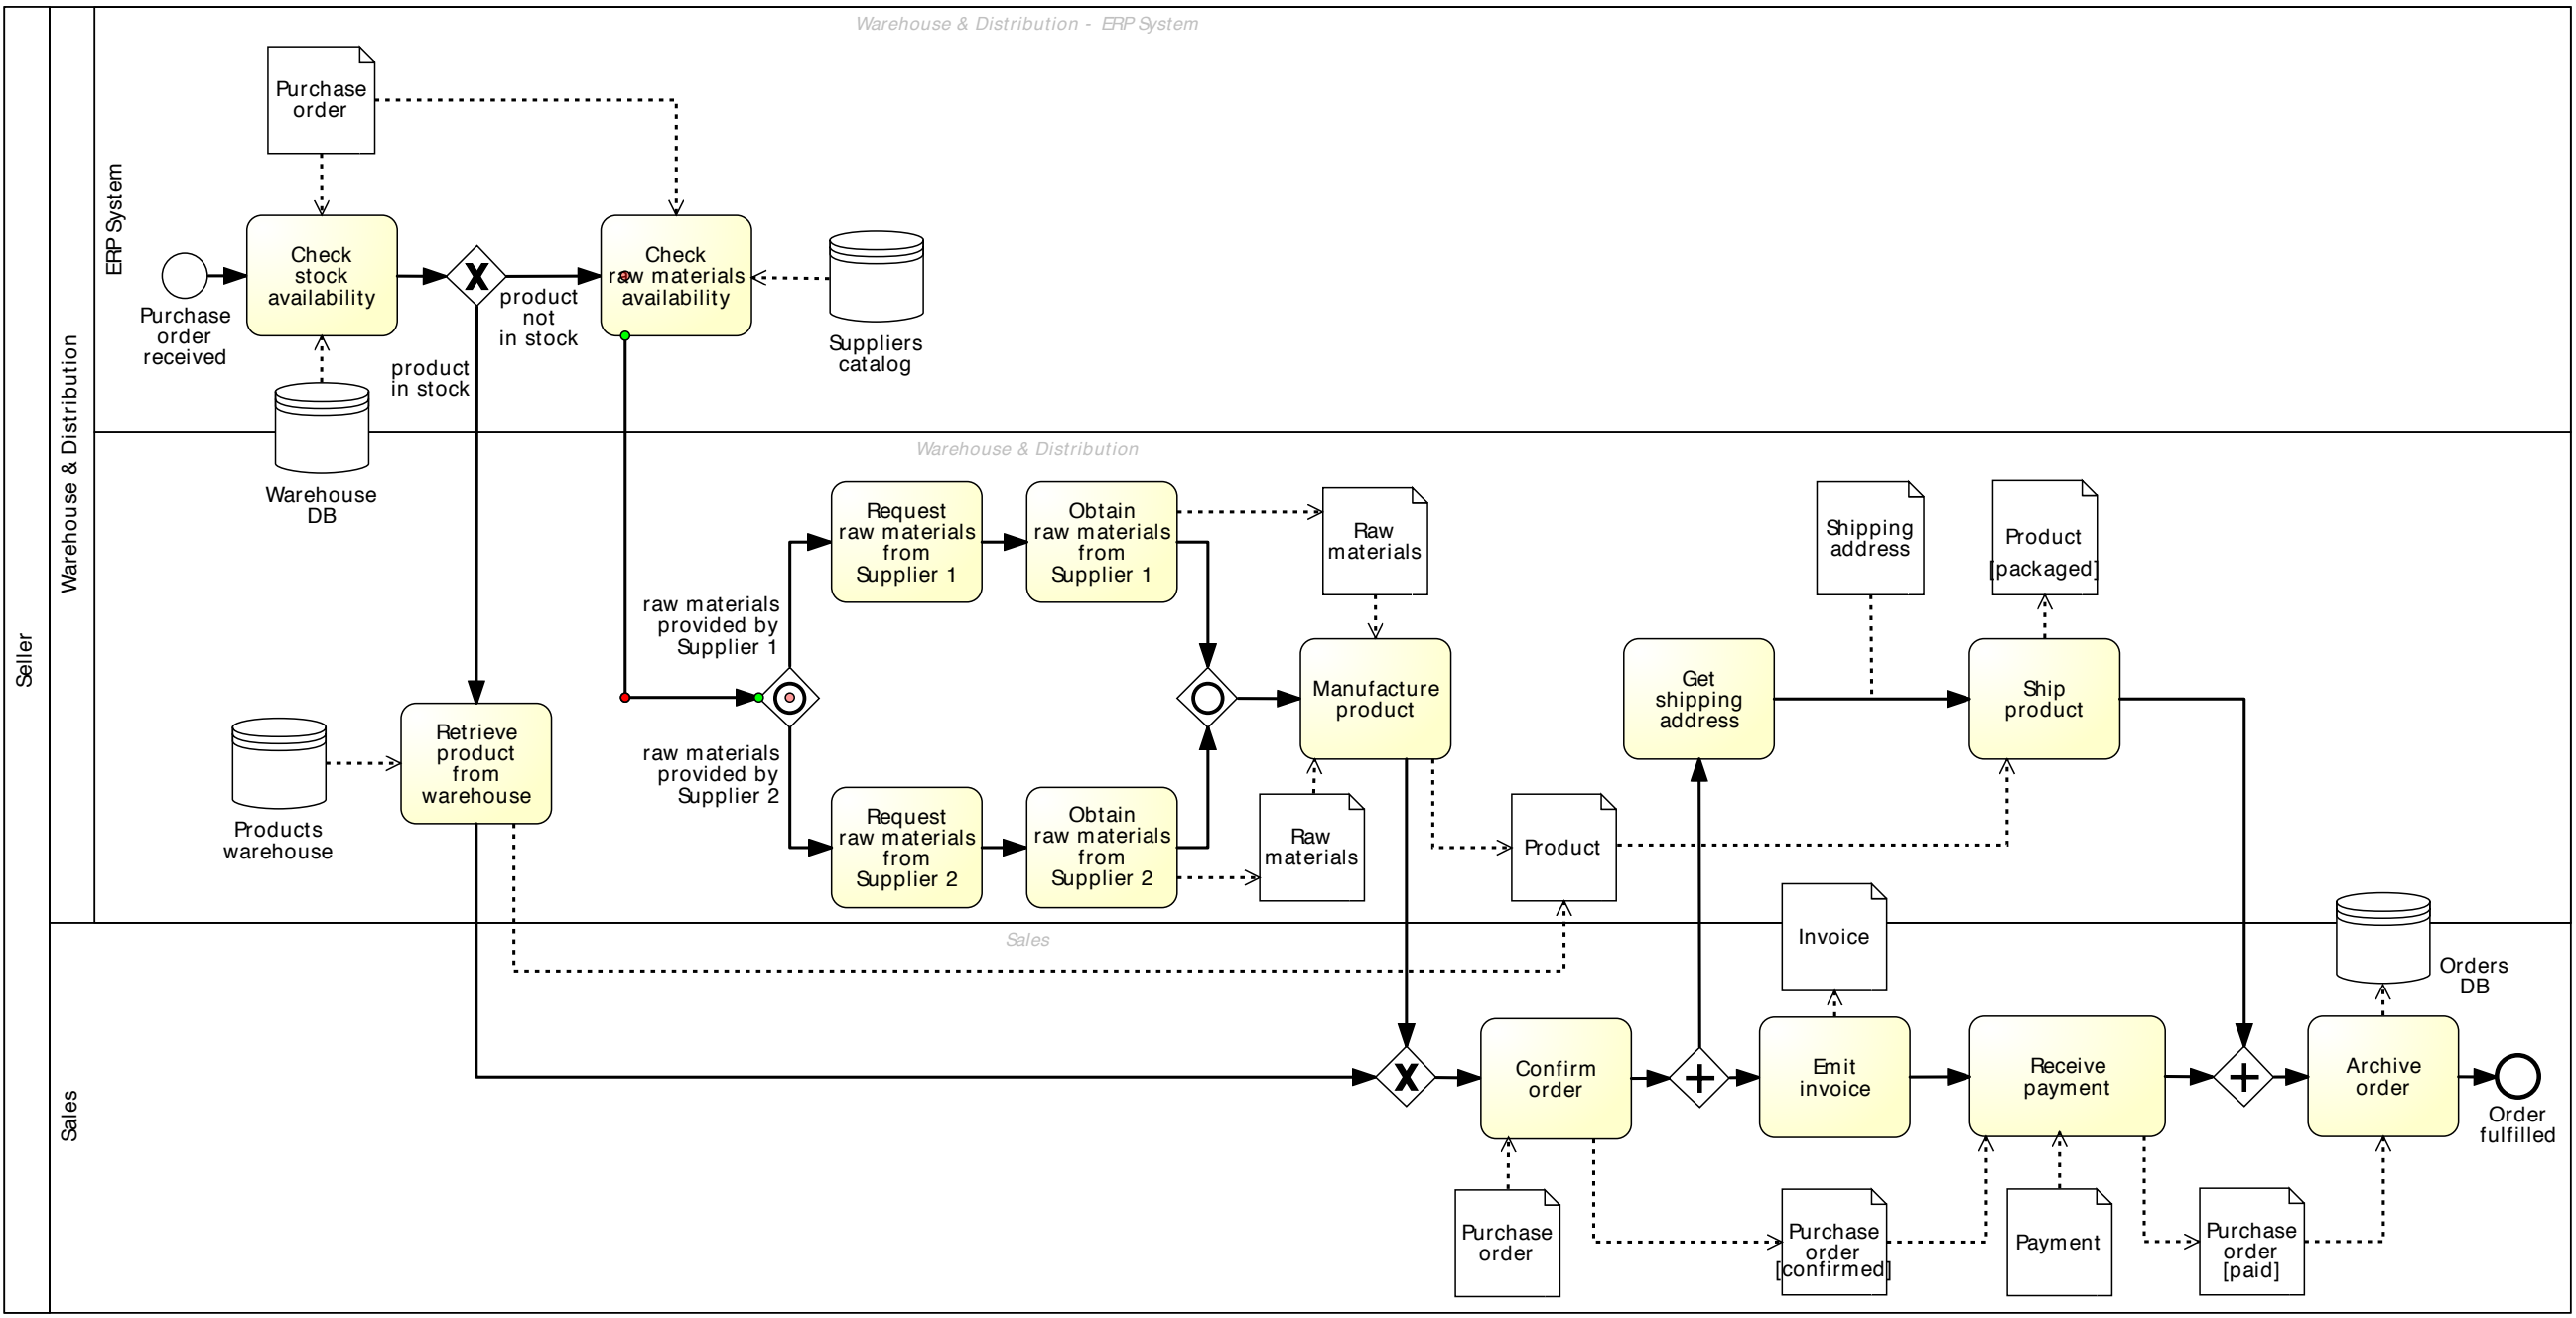 Warehouse & Distribution - ERP System
Purchase
order
ERP System
Check
stock
availability
Check
raw materials
availability
X
product
not
in stock
Purchase
order
received
Suppliers
catalog
product
in stock
Warehouse & Distribution
Warehouse & Distribution
Warehouse
DB
Request
raw materials
from
Supplier 1
Obtain
raw materials
from
Supplier 1
Raw
materials
Shipping
address
Product
[packaged]
raw materials
provided by
Supplier 1
Seller
Manufacture
product
Get
shipping
address
Ship
product
Retrieve
product
from
warehouse
raw materials
provided by
Supplier 2
Products
warehouse
Request
raw materials
from
Supplier 2
Obtain
raw materials
from
Supplier 2
Raw
materials
Product
Sales
Invoice
Orders
DB
Sales
X
Confirm
order
Emit
invoice
Receive
payment
Archive
order
Order
fulfilled
Purchase
order
Purchase
order
[confirmed]
Payment
Purchase
order
[paid]